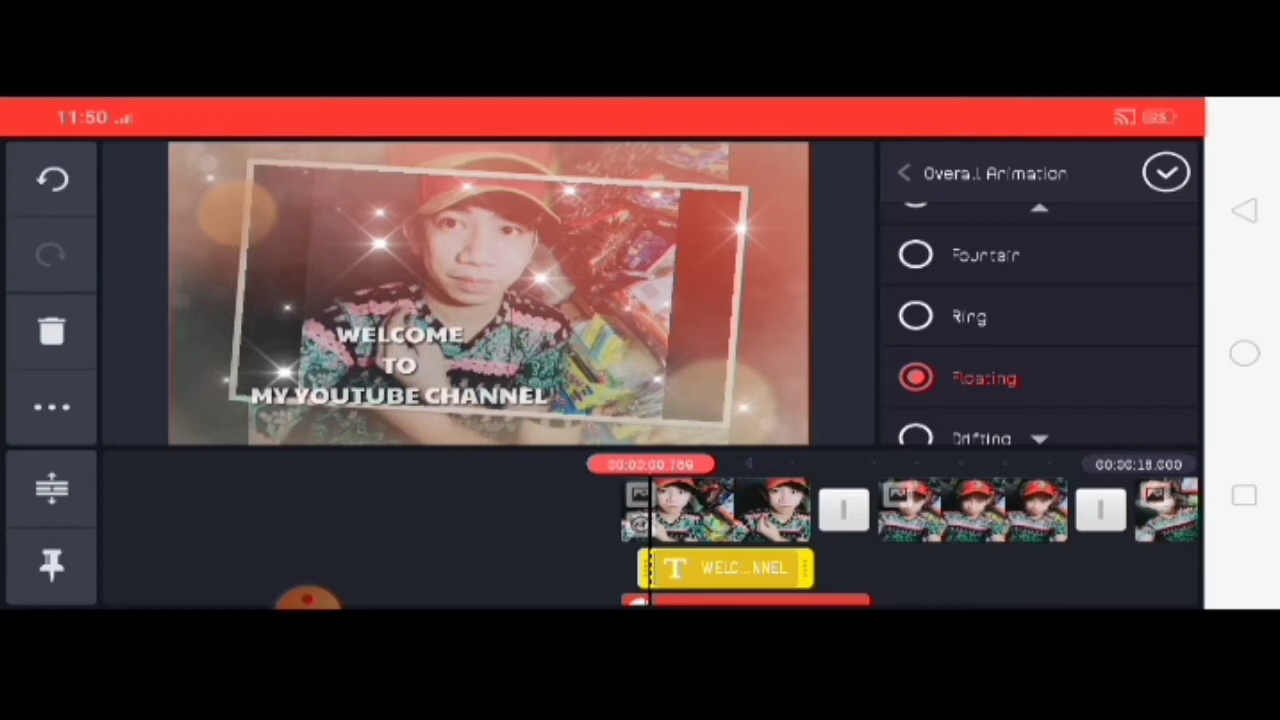 11:50
Overall Animation
Fountain
Ring
Floating
Drifting
WELCOME
TO
MY YOUTUBE CHANNEL
00:00:00.769
4
00:00:18.000
T WELC...NNEL